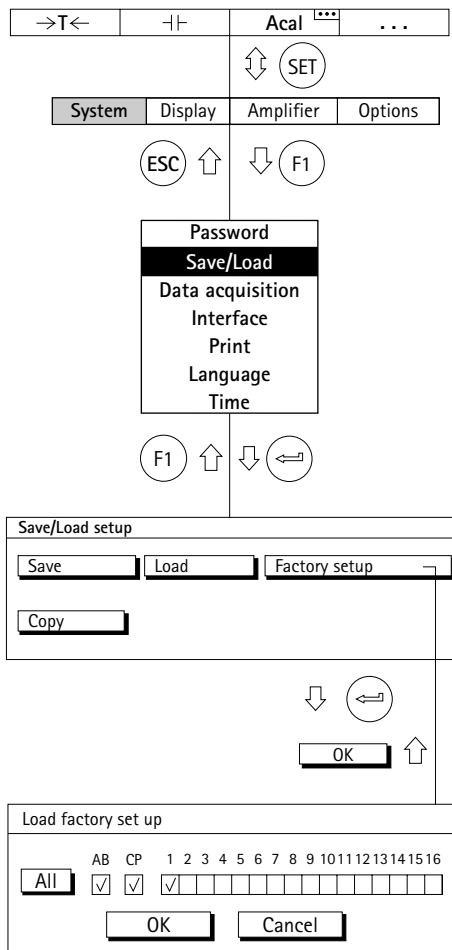 →T← ⊣⊢ Acal ...
SET
System Display Amplifier Options
ESC F1
Password
Save/Load
Data acquisition
Interface
Print
Language
Time
F1
Save/Load setup
Save Load Factory setup
Copy
OK
Load factory set up
AB CP 1 2 3 4 5 6 7 8 9 10 11 12 13 14 15 16
All
OK Cancel